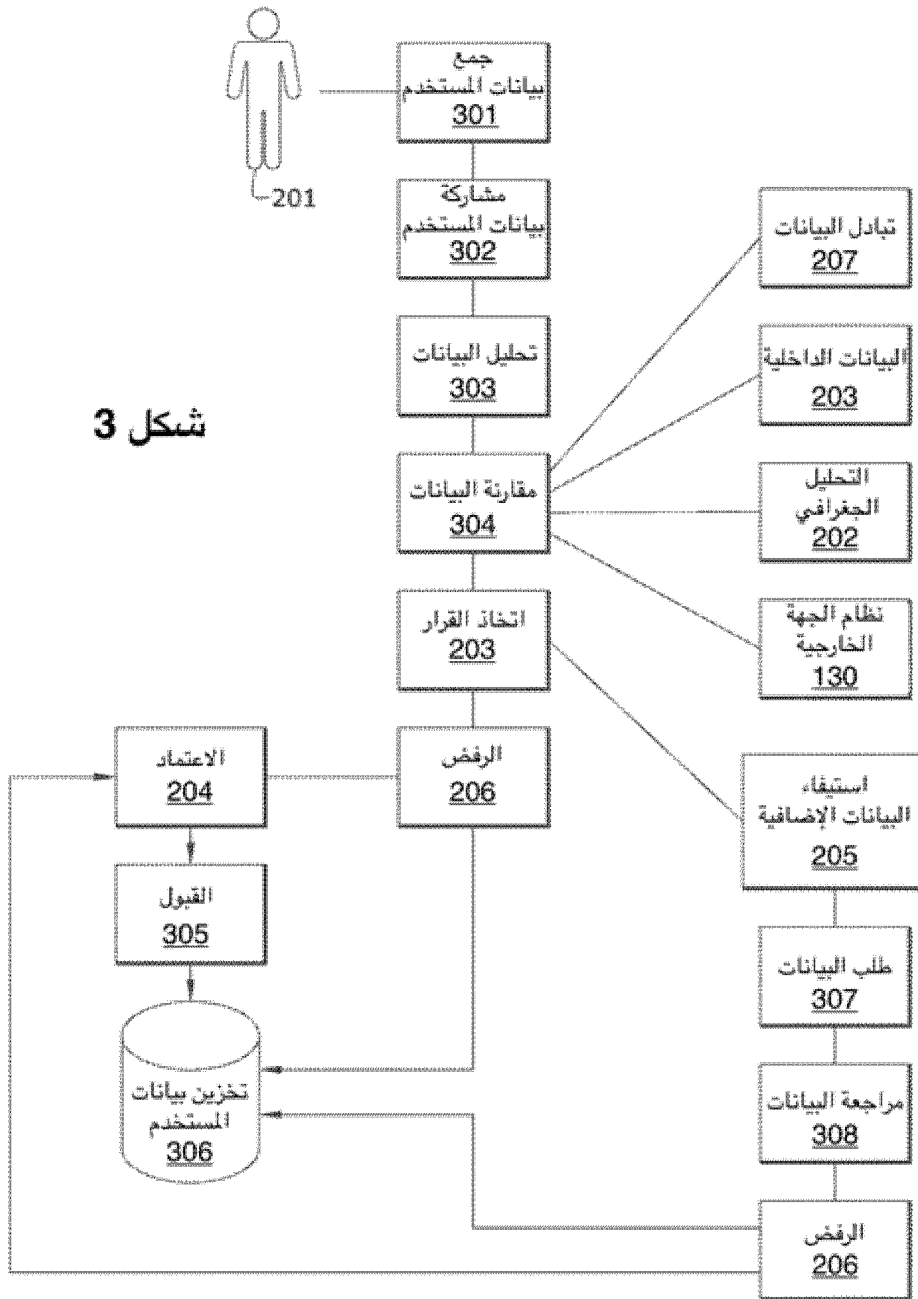 جمع
بيانات المستخدم
301
201
مشاركة
بيانات المستخدم
302
تبادل البيانات
207
تحليل البيانات
303
البيانات الداخلية
203
شكل 3
مقارنة البيانات
304
التحليل
الجغرافي
202
اتخاذ القرار
203
نظام الجهة
الخارجية
130
الاعتماد
204
الرفض
206
استيفاء
البيانات الإضافية
205
القبول
305
طلب البيانات
307
تخزين بيانات
المستخدم
306
مراجعة البيانات
308
الرفض
206